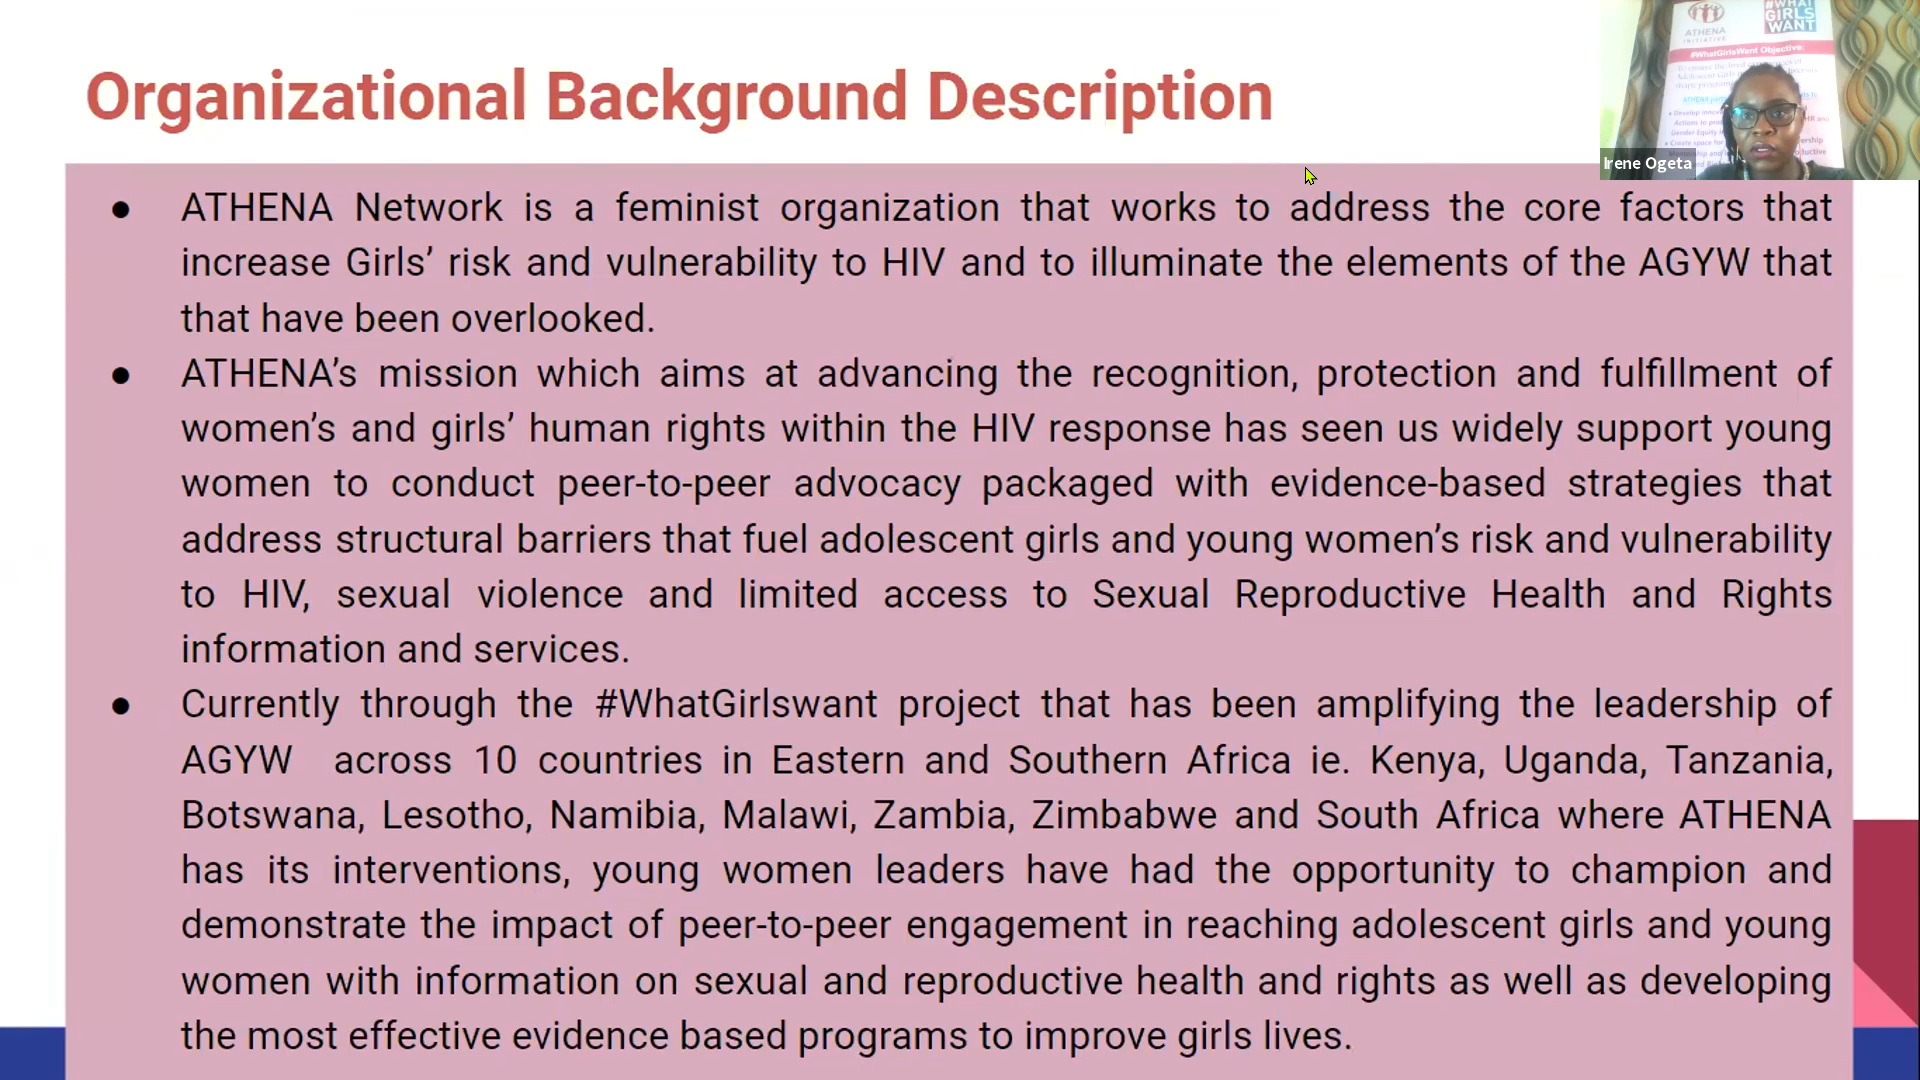 Organizational Background Description
● ATHENA Network is a feminist organization that works to address the core factors that
increase Girls’ risk and vulnerability to HIV and to illuminate the elements of the AGYW that
that have been overlooked.
● ATHENA’s mission which aims at advancing the recognition, protection and fulfillment of
women’s and girls’ human rights within the HIV response has seen us widely support young
women to conduct peer-to-peer advocacy packaged with evidence-based strategies that
address structural barriers that fuel adolescent girls and young women’s risk and vulnerability
to HIV, sexual violence and limited access to Sexual Reproductive Health and Rights
information and services.
● Currently through the #WhatGirlswant project that has been amplifying the leadership of
AGYW across 10 countries in Eastern and Southern Africa ie. Kenya, Uganda, Tanzania,
Botswana, Lesotho, Namibia, Malawi, Zambia, Zimbabwe and South Africa where ATHENA
has its interventions, young women leaders have had the opportunity to champion and
demonstrate the impact of peer-to-peer engagement in reaching adolescent girls and young
women with information on sexual and reproductive health and rights as well as developing
the most effective evidence based programs to improve girls lives.
ATHENA
INITIATIVE
#WHAT
GIRLS
WANT
#WhatGirlsWant Objective:
Irene Ogeta